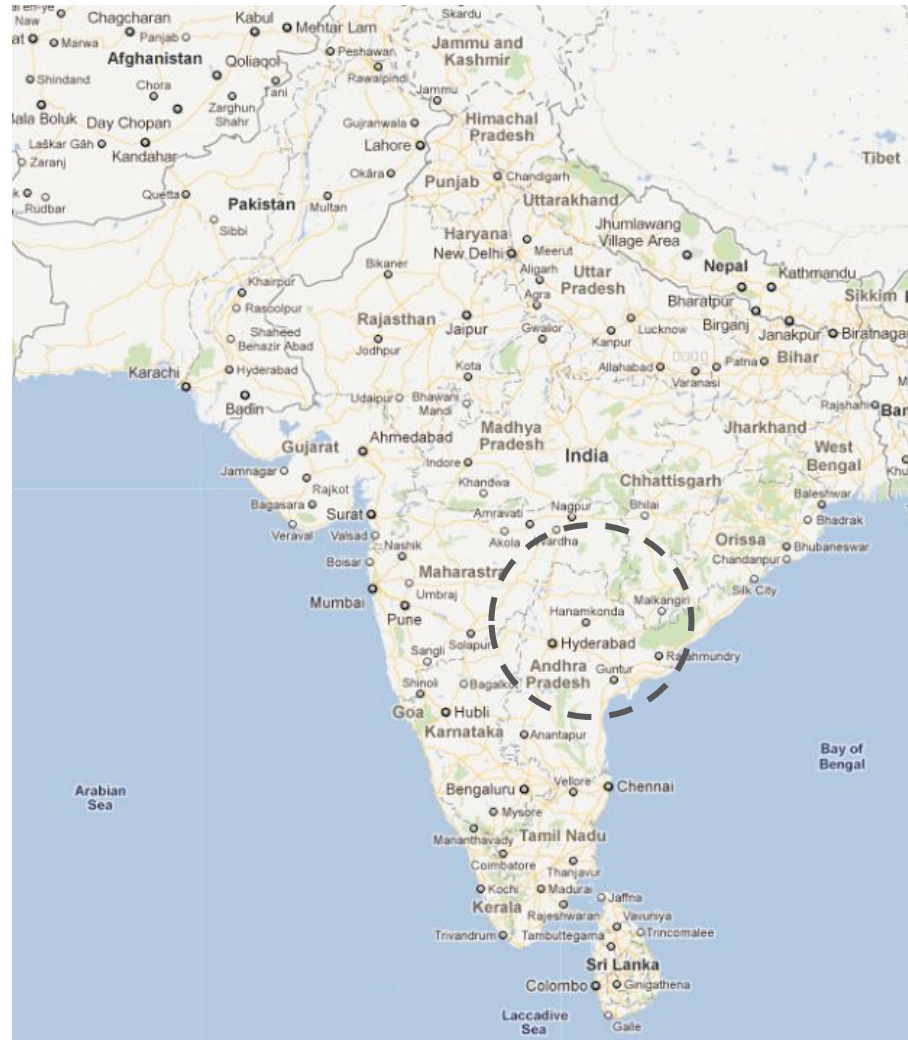 Skardu
Chagcharan
Kabul
Naw
Mehtar Lam
Panjab
Marwa
Peshawar
Jammu and
Kashmir
Afghanistan
Qoliaqol
Rawalpindi
Shindand
Chora
Tani
Jammu
Zarghun
Shahr
Bala Boluk
Day Chopan
Gujranwala
Himachal
Pradesh
Laškar Gāh
Lahore
Zaranj
Kandahar
Tibet
Okāra
Chandigarh
Punjab
Rudbar
Quetta
Pakistan
Multan
Uttarakhand
Sibbi
Haryana
Jhumlawang
Village Area
New Delhi
Meerut
Bikaner
Aligarh
Uttar
Pradesh
Nepal
Kathmandu
Khairpur
Agra
Rasoolpur
Bharatpur
Sikkim
Rajasthan
Jaipur
Gwalior
Lucknow
Birganj
Shaheed
Benazir Abad
Jodhpur
Kanpur
Janakpur
Biratnagar
Kota
Allahabad
Patna
Bihar
Karachi
Hyderabad
Varanasi
Badin
Udaipur
Bhawani
Mandi
Rajshahi
Madhya
Pradesh
Jharkhand
Gujarat
Ahmedabad
India
West
Bengal
Jamnagar
Indore
Khandwa
Chhattisgarh
Rajkot
Bagasara
Surat
Amravati
Nagpur
Bhilai
Baleshwar
Veraval
Valsad
Akola
Wardha
Orissa
Bhadrak
Nashik
Bhubaneswar
Boisar
Maharastra
Chandanpur
Mumbai
Umbraj
Silk City
Pune
Hanamkonda
Malkangiri
Solapur
Hyderabad
Sangli
Rajahmundry
Andhra
Pradesh
Guntur
Shinoli
Bagalkot
Goa
Hubli
Karnataka
Anantapur
Bay of
Bengal
Arabian
Sea
Bengaluru
Vellore
Chennai
Mysore
Mananthavady
Tamil Nadu
Coimbatore
Thanjavur
Kochi
Madurai
Jaffna
Kerala
Rajeshwaran
Vavuniya
Trivandrum
Tambuttegama
Trincomalee
Sri Lanka
Colombo
Ginigathena
Laccadive
Sea
Galle